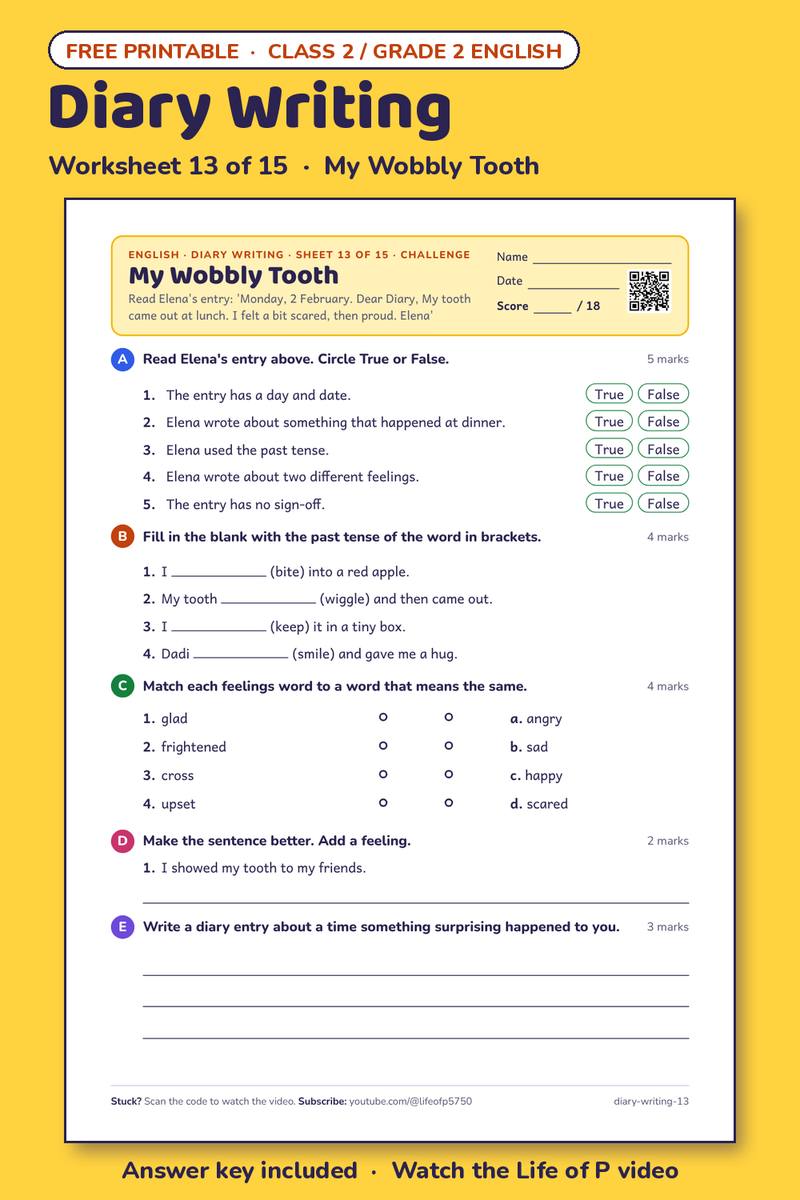 FREE PRINTABLE · CLASS 2 / GRADE 2 ENGLISH
Diary Writing
Worksheet 13 of 15 · My Wobbly Tooth
ENGLISH · DIARY WRITING · SHEET 13 OF 15 · CHALLENGE
My Wobbly Tooth
Read Elena's entry: 'Monday, 2 February. Dear Diary, My tooth
came out at lunch. I felt a bit scared, then proud. Elena'
Name
Date
Score / 18
A Read Elena's entry above. Circle True or False. 5 marks
1. The entry has a day and date. True False
2. Elena wrote about something that happened at dinner. True False
3. Elena used the past tense. True False
4. Elena wrote about two different feelings. True False
5. The entry has no sign-off. True False
B Fill in the blank with the past tense of the word in brackets. 4 marks
1. I ____________ (bite) into a red apple.
2. My tooth ____________ (wiggle) and then came out.
3. I ____________ (keep) it in a tiny box.
4. Dadi ____________ (smile) and gave me a hug.
C Match each feelings word to a word that means the same. 4 marks
1. glad a. angry
2. frightened b. sad
3. cross c. happy
4. upset d. scared
D Make the sentence better. Add a feeling. 2 marks
1. I showed my tooth to my friends.
E Write a diary entry about a time something surprising happened to you. 3 marks
Stuck? Scan the code to watch the video. Subscribe: youtube.com/@lifeofp5750 diary-writing-13
Answer key included · Watch the Life of P video